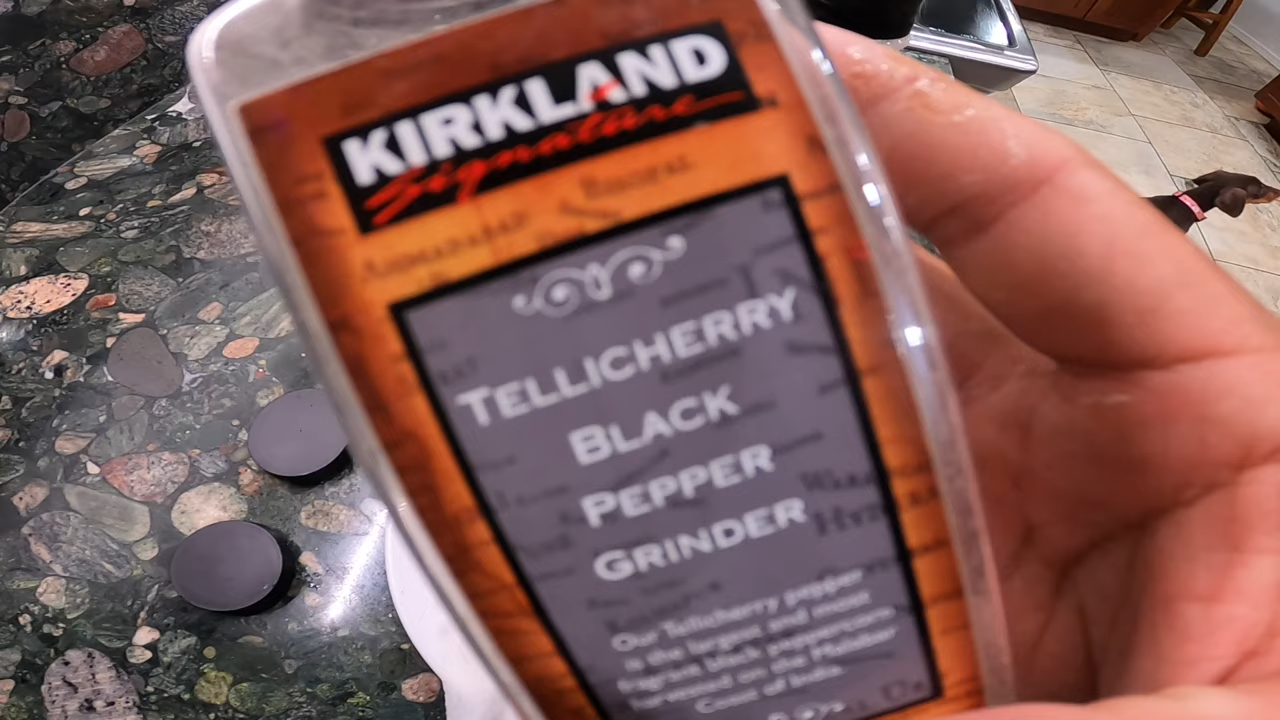 KIRKLAND
Signature
TELLICHERRY
BLACK
PEPPER
GRINDER
Our Tellicherry pepper
is the largest and most
fragrant black peppercorn
harvested on the Malabar
Coast of India.